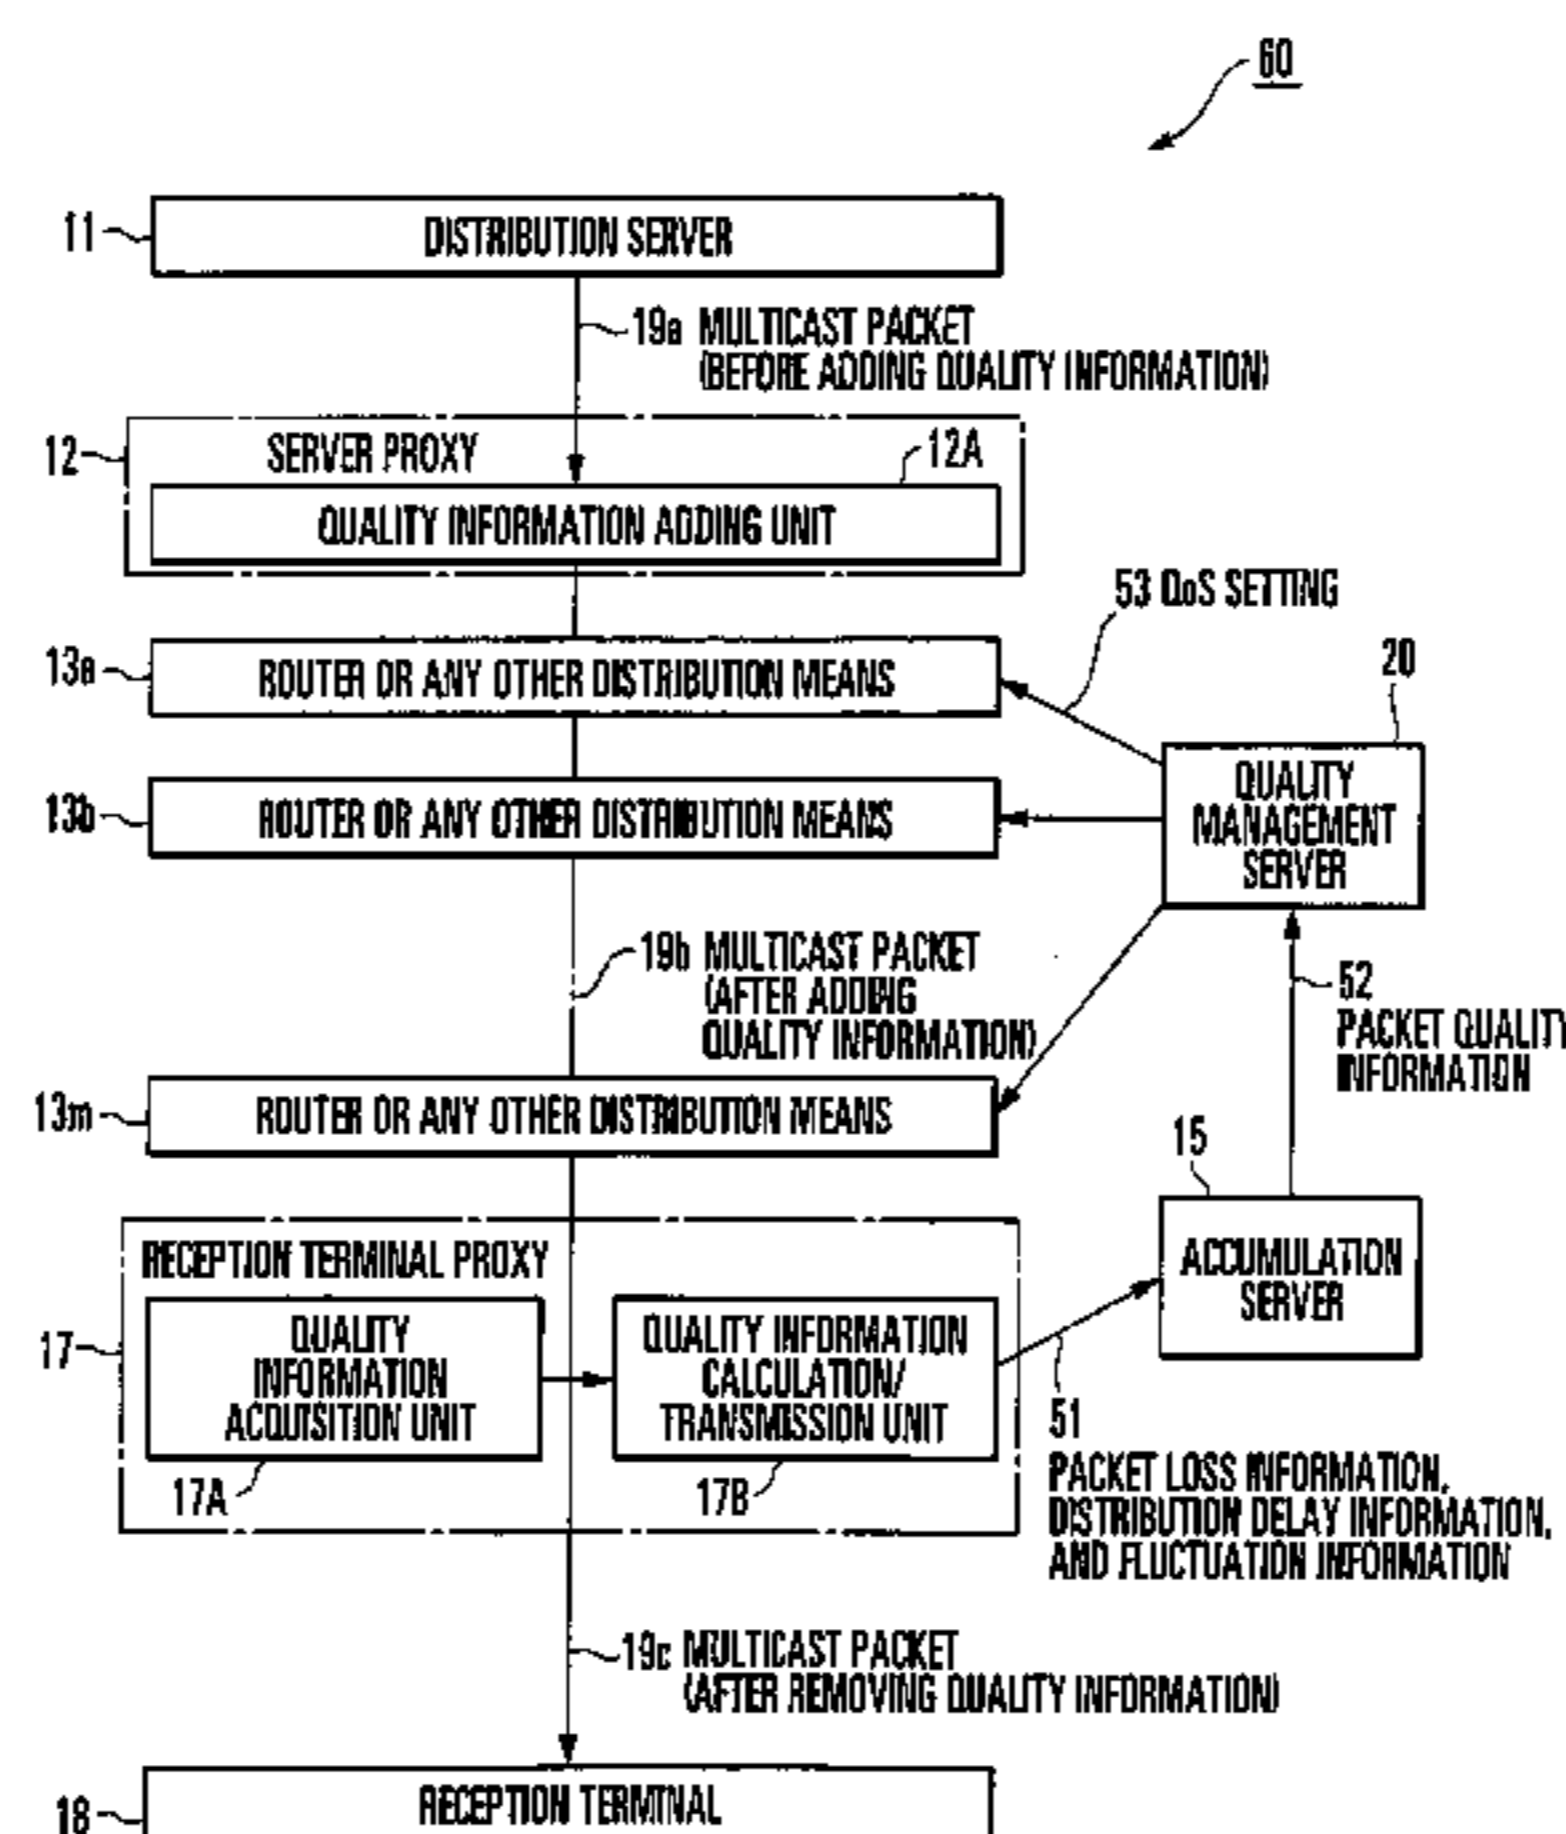 60
11
DISTRIBUTION SERVER
19a MULTICAST PACKET
(BEFORE ADDING QUALITY INFORMATION)
12
SERVER PROXY
12A
QUALITY INFORMATION ADDING UNIT
53 QoS SETTING
13a
ROUTER OR ANY OTHER DISTRIBUTION MEANS
20
13b
ROUTER OR ANY OTHER DISTRIBUTION MEANS
QUALITY
MANAGEMENT
SERVER
19b MULTICAST PACKET
(AFTER ADDING
QUALITY INFORMATION)
52
PACKET QUALITY
INFORMATION
13m
ROUTER OR ANY OTHER DISTRIBUTION MEANS
15
ACCUMULATION
SERVER
RECEPTION TERMINAL PROXY
17
QUALITY
INFORMATION
ACQUISITION UNIT
17A
QUALITY INFORMATION
CALCULATION/
TRANSMISSION UNIT
17B
51
PACKET LOSS INFORMATION,
DISTRIBUTION DELAY INFORMATION,
AND FLUCTUATION INFORMATION
19c MULTICAST PACKET
(AFTER REMOVING QUALITY INFORMATION)
18
RECEPTION TERMINAL